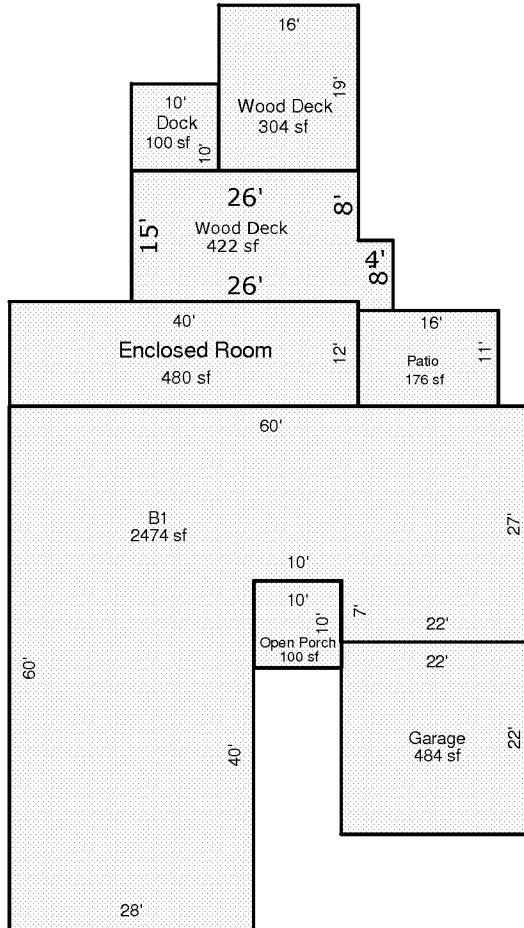 16'
19'
Wood Deck
304 sf
10'
Dock
100 sf
10'
26'
8'
15'
Wood Deck
422 sf
4'
8'
26'
40'
Enclosed Room
12'
480 sf
16'
11'
Patio
176 sf
60'
B1
2474 sf
27'
10'
10'
10'
7'
Open Porch
100 sf
22'
22'
60'
40'
Garage
484 sf
22'
28'